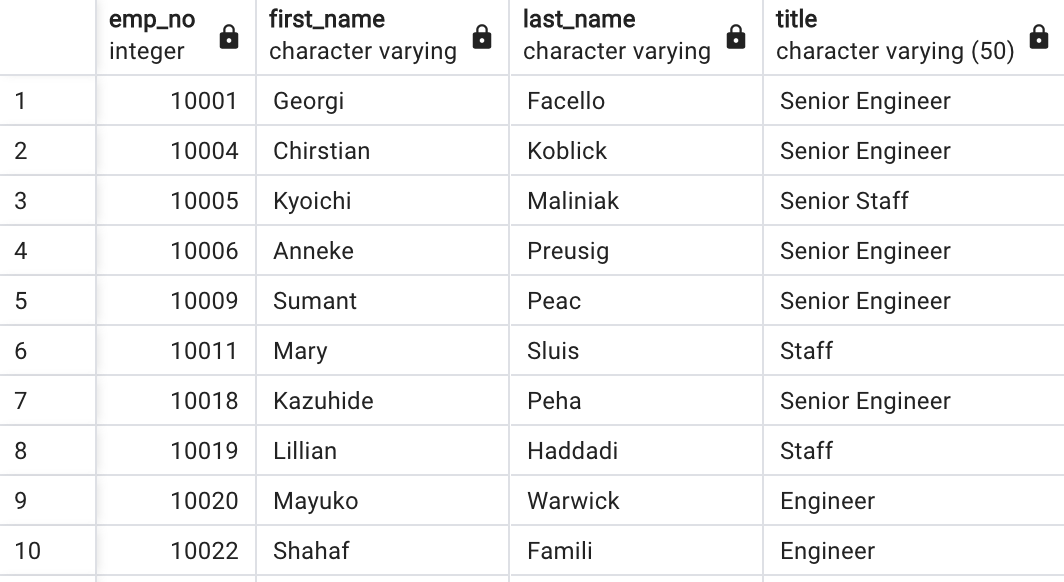 emp_no first_name last_name title
integer character varying character varying character varying (50)
1 10001 Georgi Facello Senior Engineer
2 10004 Chirstian Koblick Senior Engineer
3 10005 Kyoichi Maliniak Senior Staff
4 10006 Anneke Preusig Senior Engineer
5 10009 Sumant Peac Senior Engineer
6 10011 Mary Sluis Staff
7 10018 Kazuhide Peha Senior Engineer
8 10019 Lillian Haddadi Staff
9 10020 Mayuko Warwick Engineer
10 10022 Shahaf Famili Engineer